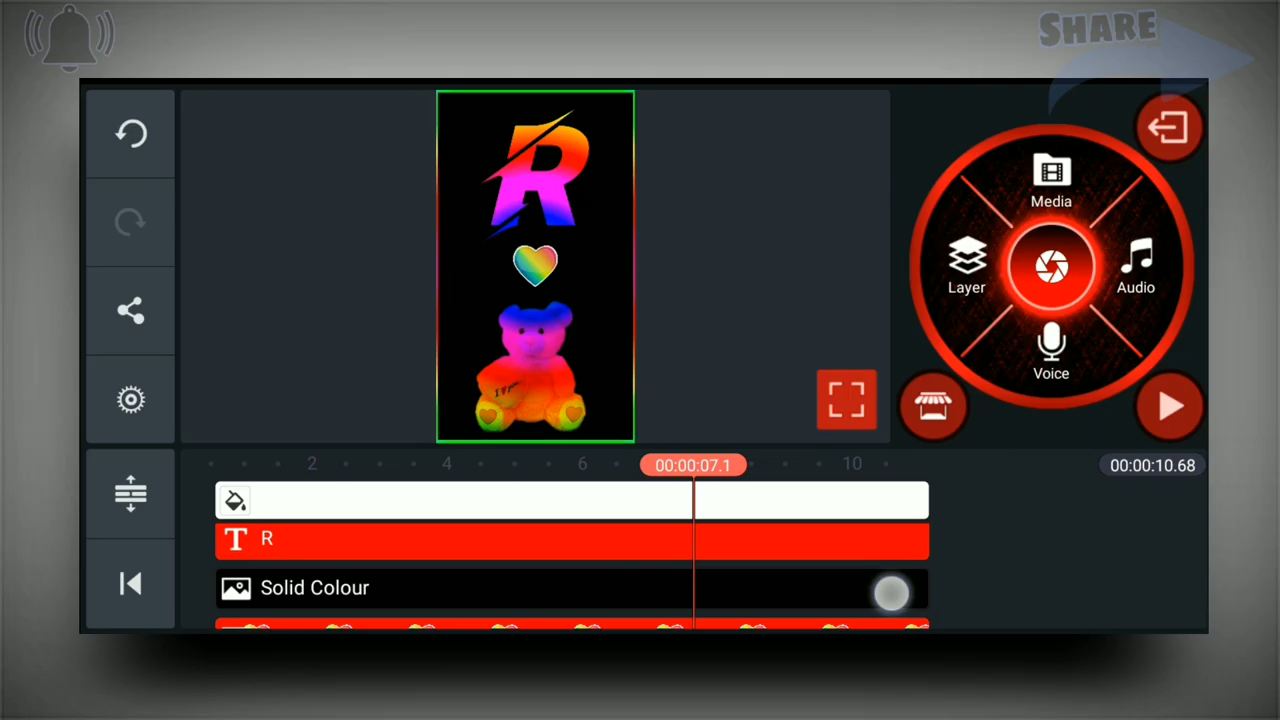 SHARE
R
Media
Layer
Audio
Voice
2 4 6 00:00:07.1 10 00:00:10.68
T R
Solid Colour